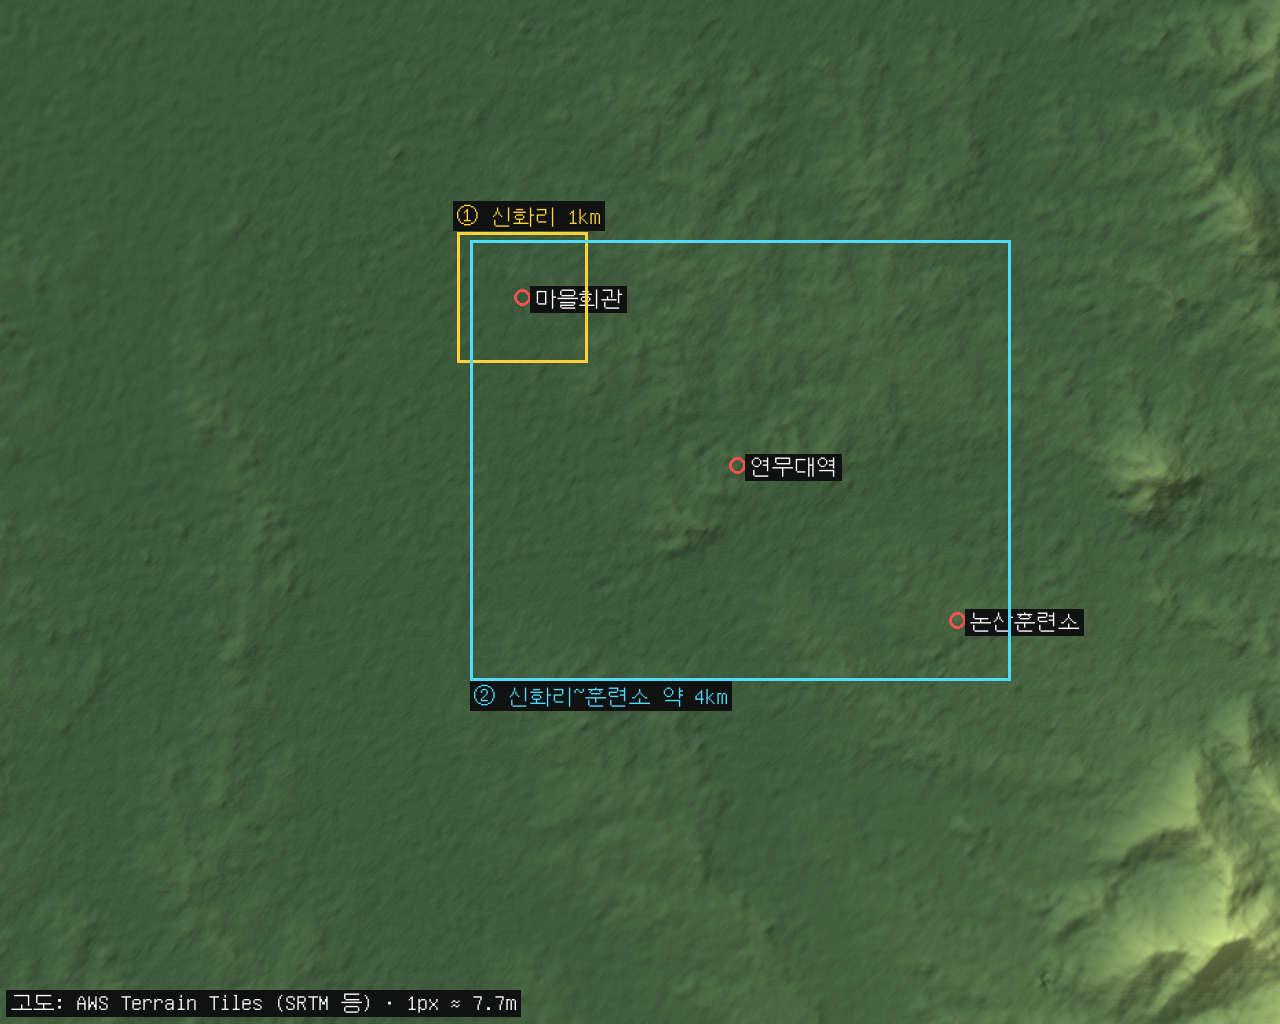 ① 신화리 1km
마을회관
연무대역
논산훈련소
② 신화리~훈련소 약 4km
고도: AWS Terrain Tiles (SRTM 등) · 1px ≈ 7.7m